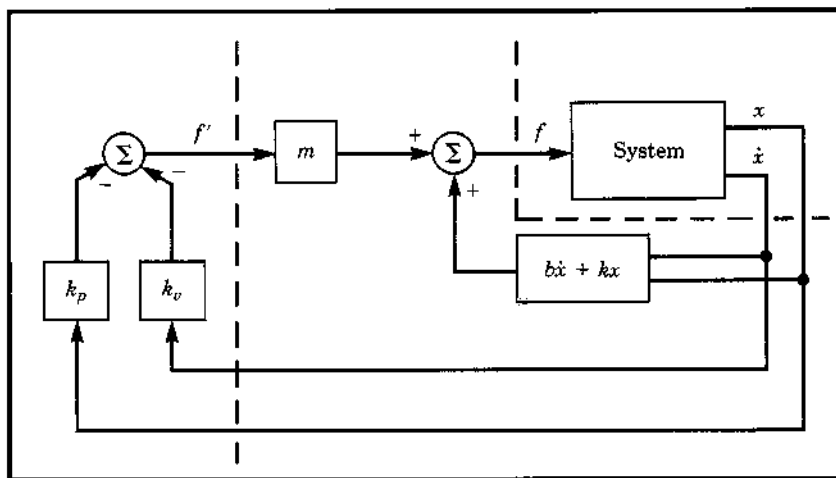 x
f'
+
f
System
ẋ
Σ
m
Σ
−
−
+
bẋ + kx
k_p
k_v